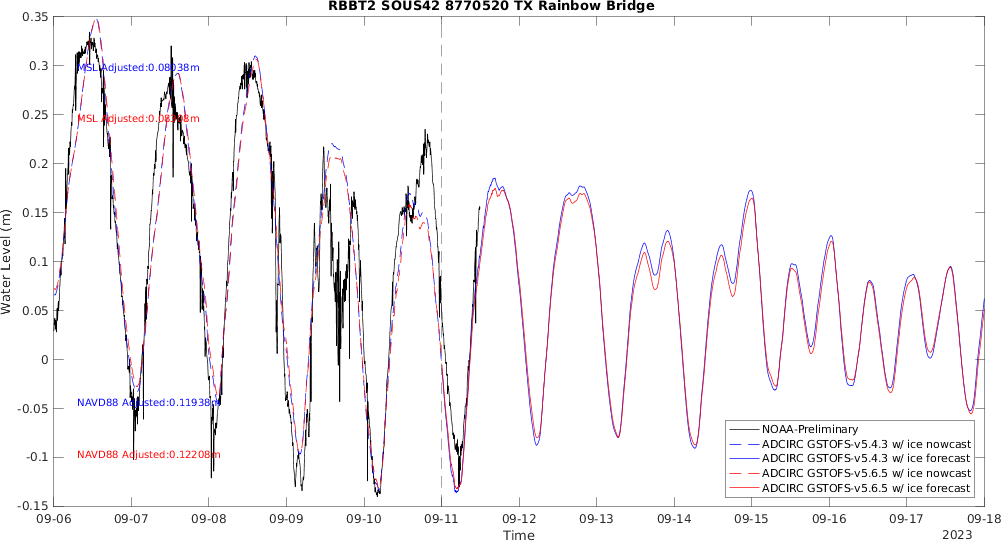 RBBT2 SOUS42 8770520 TX Rainbow Bridge
Water Level (m)
0.35
0.3
0.25
0.2
0.15
0.1
0.05
0
-0.05
-0.1
-0.15
MSL Adjusted:0.08038m
MSL
NAVD88 Adjusted:0.11938m
NAVD88 Adjusted:0.12208m
NOAA-Preliminary
ADCIRC GSTOFS-v5.4.3 w/ ice nowcast
ADCIRC GSTOFS-v5.4.3 w/ ice forecast
ADCIRC GSTOFS-v5.6.5 w/ ice nowcast
ADCIRC GSTOFS-v5.6.5 w/ ice forecast
09-06 09-07 09-08 09-09 09-10 09-11 09-12 09-13 09-14 09-15 09-16 09-17 09-18
Time
2023